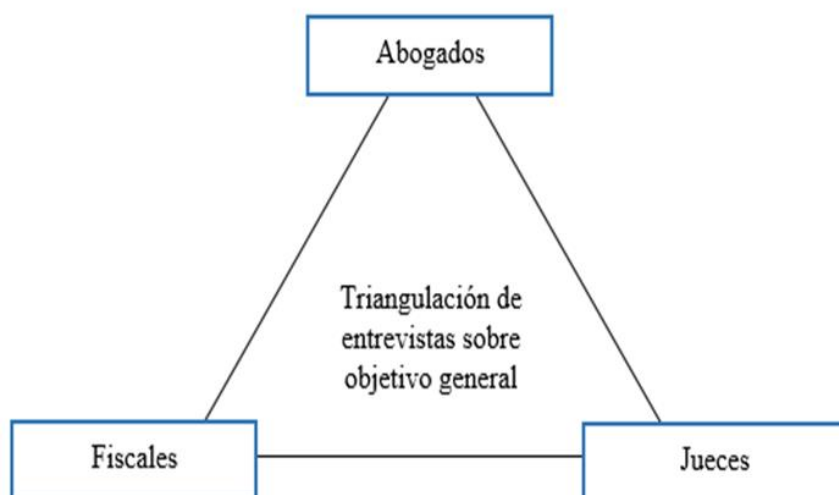 Abogados
Triangulación de
entrevistas sobre
objetivo general
Fiscales
Jueces